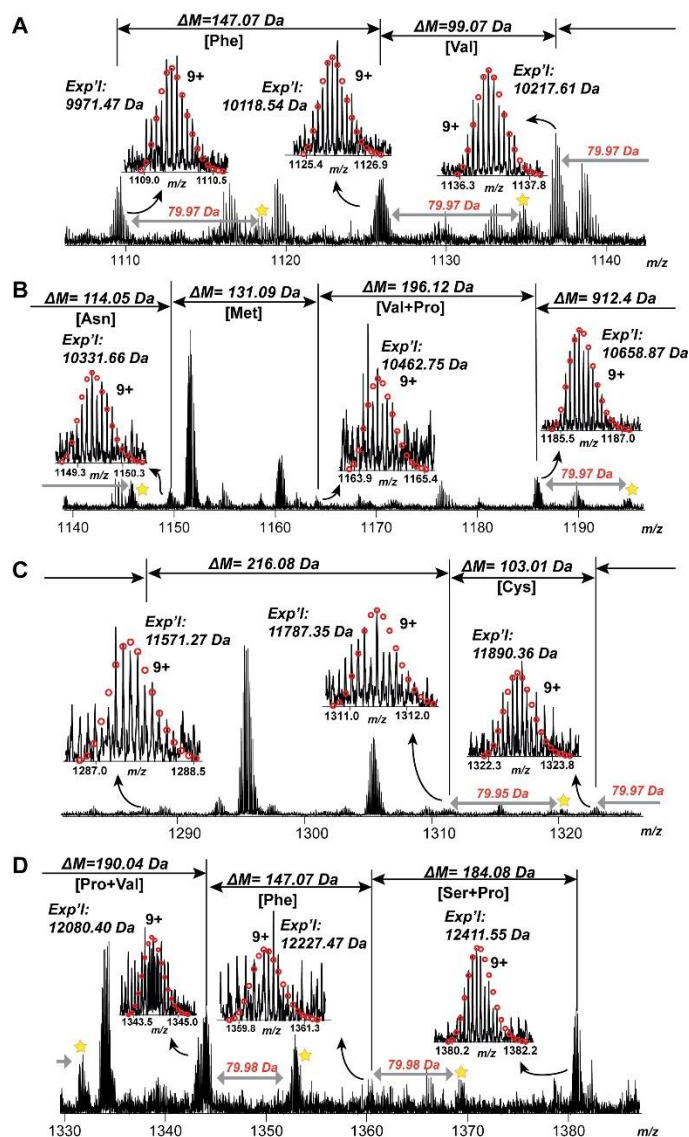 A
ΔM=147.07 Da
ΔM=99.07 Da
[Phe]
[Val]
Exp'l:
9971.47 Da
9+
Exp'l:
10118.54 Da
9+
Exp'l:
10217.61 Da
9+
79.97 Da
1109.0 m/z 1110.5
1125.4 m/z 1126.9
1136.3 m/z 1137.8
79.97 Da
79.97 Da
1110 1120 1130 1140 m/z
B
ΔM= 114.05 Da
ΔM= 131.09 Da
ΔM= 196.12 Da
ΔM= 912.4 Da
[Asn]
[Met]
[Val+Pro]
Exp'l:
10331.66 Da
9+
Exp'l:
10462.75 Da
9+
Exp'l:
10658.87 Da
9+
1149.3 m/z 1150.3
1163.9 m/z 1165.4
1185.5 m/z 1187.0
79.97 Da
1140 1150 1160 1170 1180 1190 m/z
C
ΔM= 216.08 Da
ΔM= 103.01 Da
[Cys]
Exp'l:
11571.27 Da
9+
Exp'l:
11787.35 Da
9+
Exp'l:
11890.36 Da
9+
1287.0 m/z 1288.5
1311.0 m/z 1312.0
1322.3 m/z 1323.8
79.95 Da
79.97 Da
1290 1300 1310 1320 m/z
D
ΔM=190.04 Da
ΔM= 147.07 Da
ΔM= 184.08 Da
[Pro+Val]
[Phe]
[Ser+Pro]
Exp'l:
12080.40 Da
9+
Exp'l:
12227.47 Da
9+
Exp'l:
12411.55 Da
9+
1343.5 m/z 1345.0
1359.8 m/z 1361.3
1380.2 m/z 1382.2
79.98 Da
79.98 Da
1330 1340 1350 1360 1370 1380 m/z